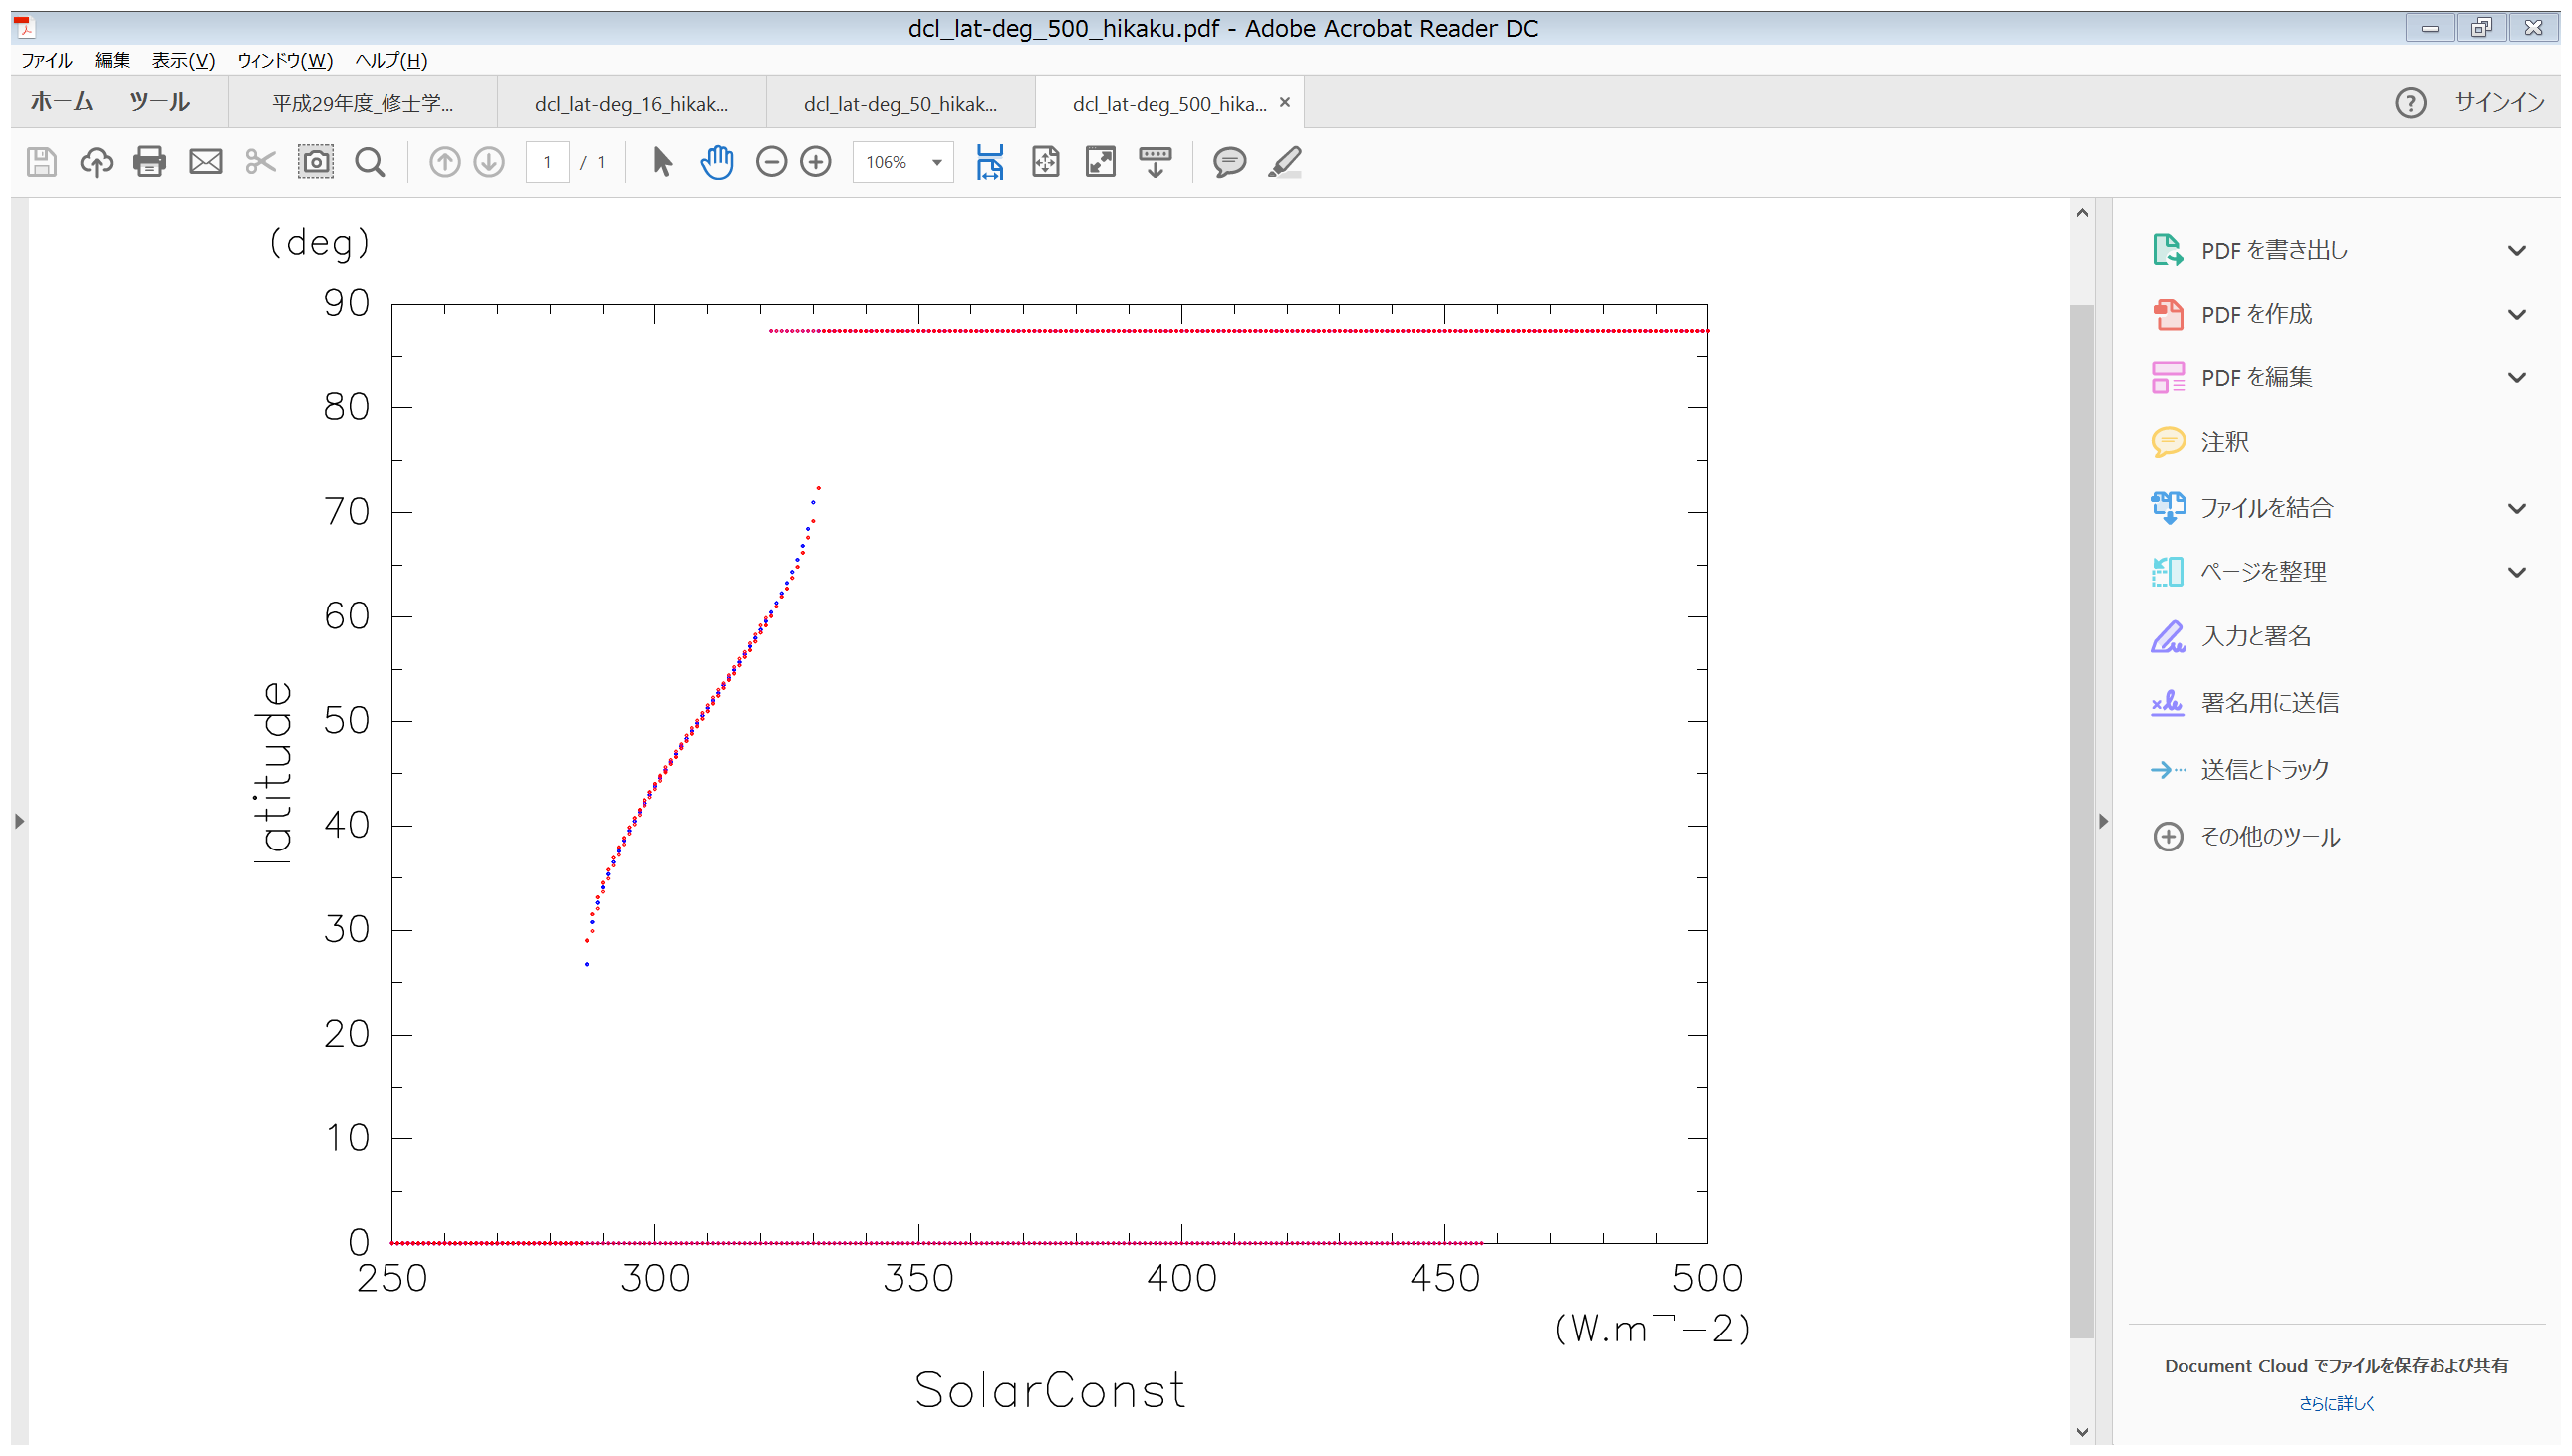 dcl_lat-deg_500_hikaku.pdf - Adobe Acrobat Reader DC
ファイル 編集 表示(V) ウィンドウ(W) ヘルプ(H)
ホーム ツール 平成29年度_修士学... dcl_lat-deg_16_hikak... dcl_lat-deg_50_hikak... dcl_lat-deg_500_hika... × サインイン
1 / 1 106%
(deg)
90
80
70
60
50
40
30
20
10
0
latitude
250 300 350 400 450 500
(W.m¬-2)
SolarConst
PDF を書き出し
PDF を作成
PDF を編集
注釈
ファイルを結合
ページを整理
入力と署名
署名用に送信
送信とトラック
その他のツール
Document Cloud でファイルを保存および共有
さらに詳しく